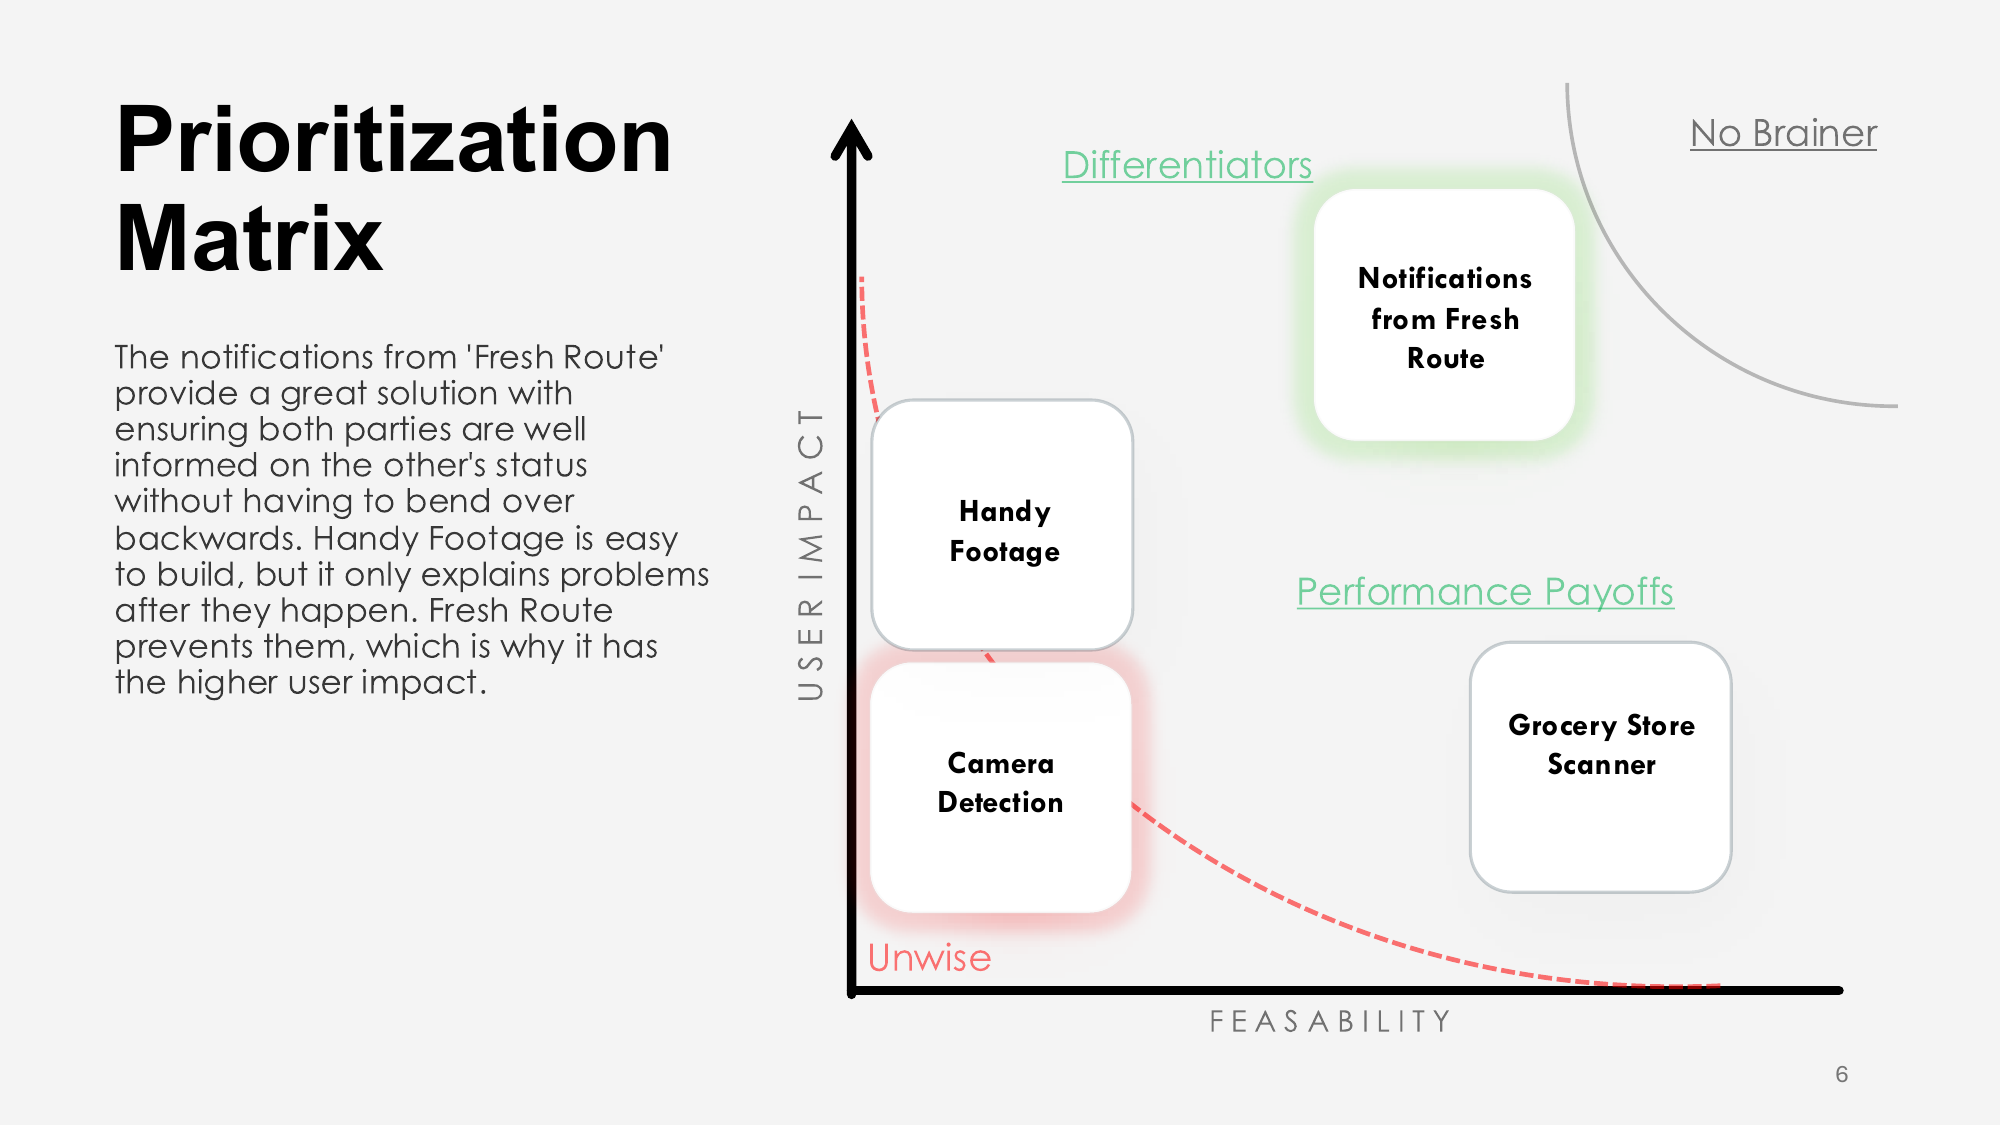 Prioritization
Matrix
The notifications from 'Fresh Route'
provide a great solution with
ensuring both parties are well
informed on the other's status
without having to bend over
backwards. Handy Footage is easy
to build, but it only explains problems
after they happen. Fresh Route
prevents them, which is why it has
the higher user impact.
USER IMPACT
Differentiators
No Brainer
Notifications
from Fresh
Route
Handy
Footage
Performance Payoffs
Grocery Store
Scanner
Camera
Detection
Unwise
FEASABILITY
6